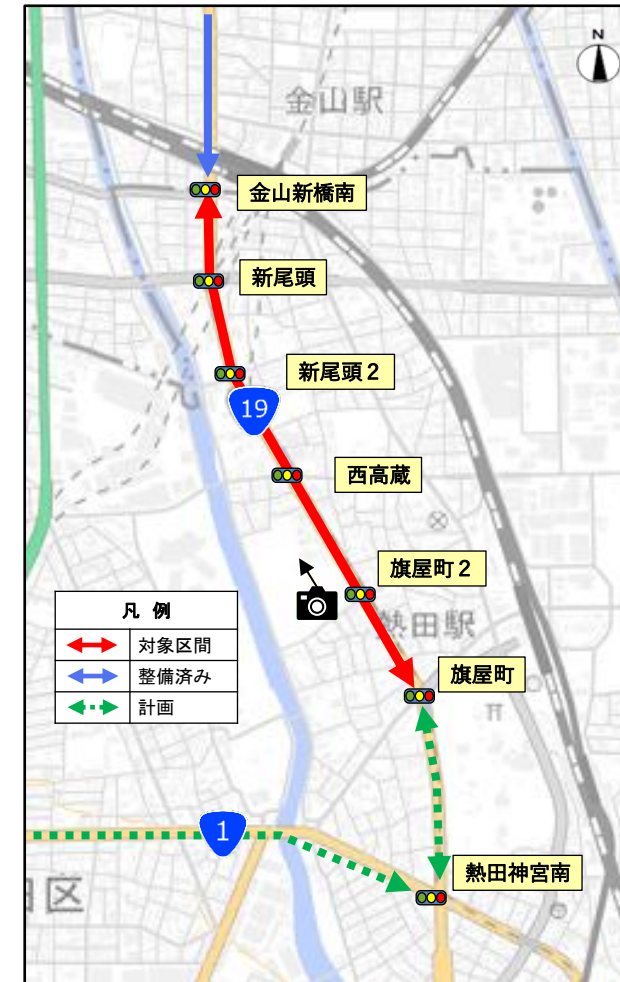 N
金山駅
金山新橋南
新尾頭
新尾頭2
19
西高蔵
旗屋町2
熱田駅
凡 例
対象区間
整備済み
計画
旗屋町
1
熱田神宮南
田区